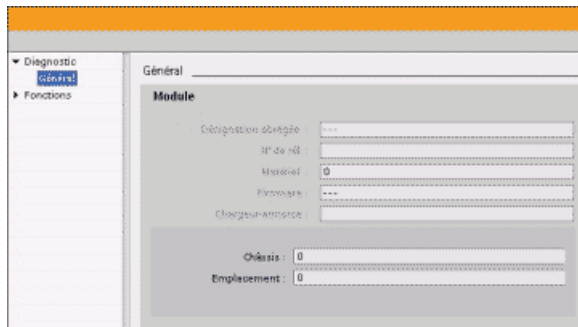 Diagnostic
Général
Fonctions
Général
Module
Désignation abrégée : ---
N° de réf. :
Matériel : 0
Firmware : ---
Chargeur-amorce :
Châssis : 0
Emplacement : 0